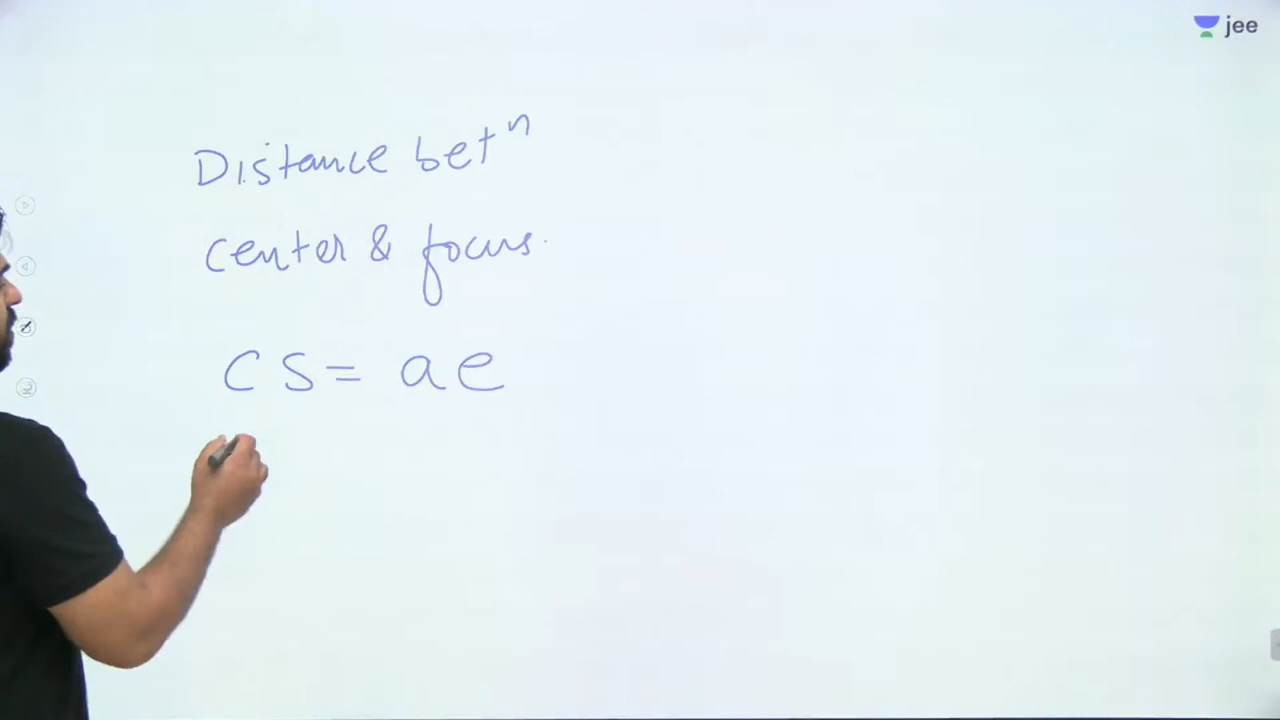 jee
Distance betⁿ
center & focus.
CS = ae